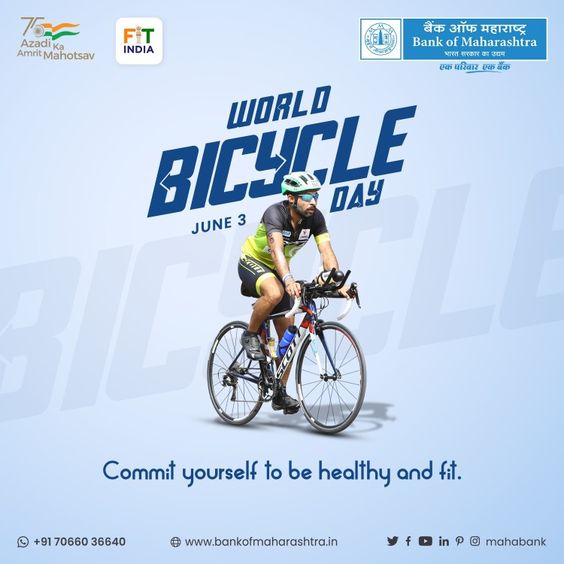 75
Azadi Ka
Amrit Mahotsav
FIT
INDIA
बैंक ऑफ महाराष्ट्र
Bank of Maharashtra
भारत सरकार का उद्यम
एक परिवार एक बैंक
WORLD
BICYCLE
DAY
JUNE 3
BICYCLE
SCOTT
Commit yourself to be healthy and fit.
+91 70660 36640
www.bankofmaharashtra.in
mahabank